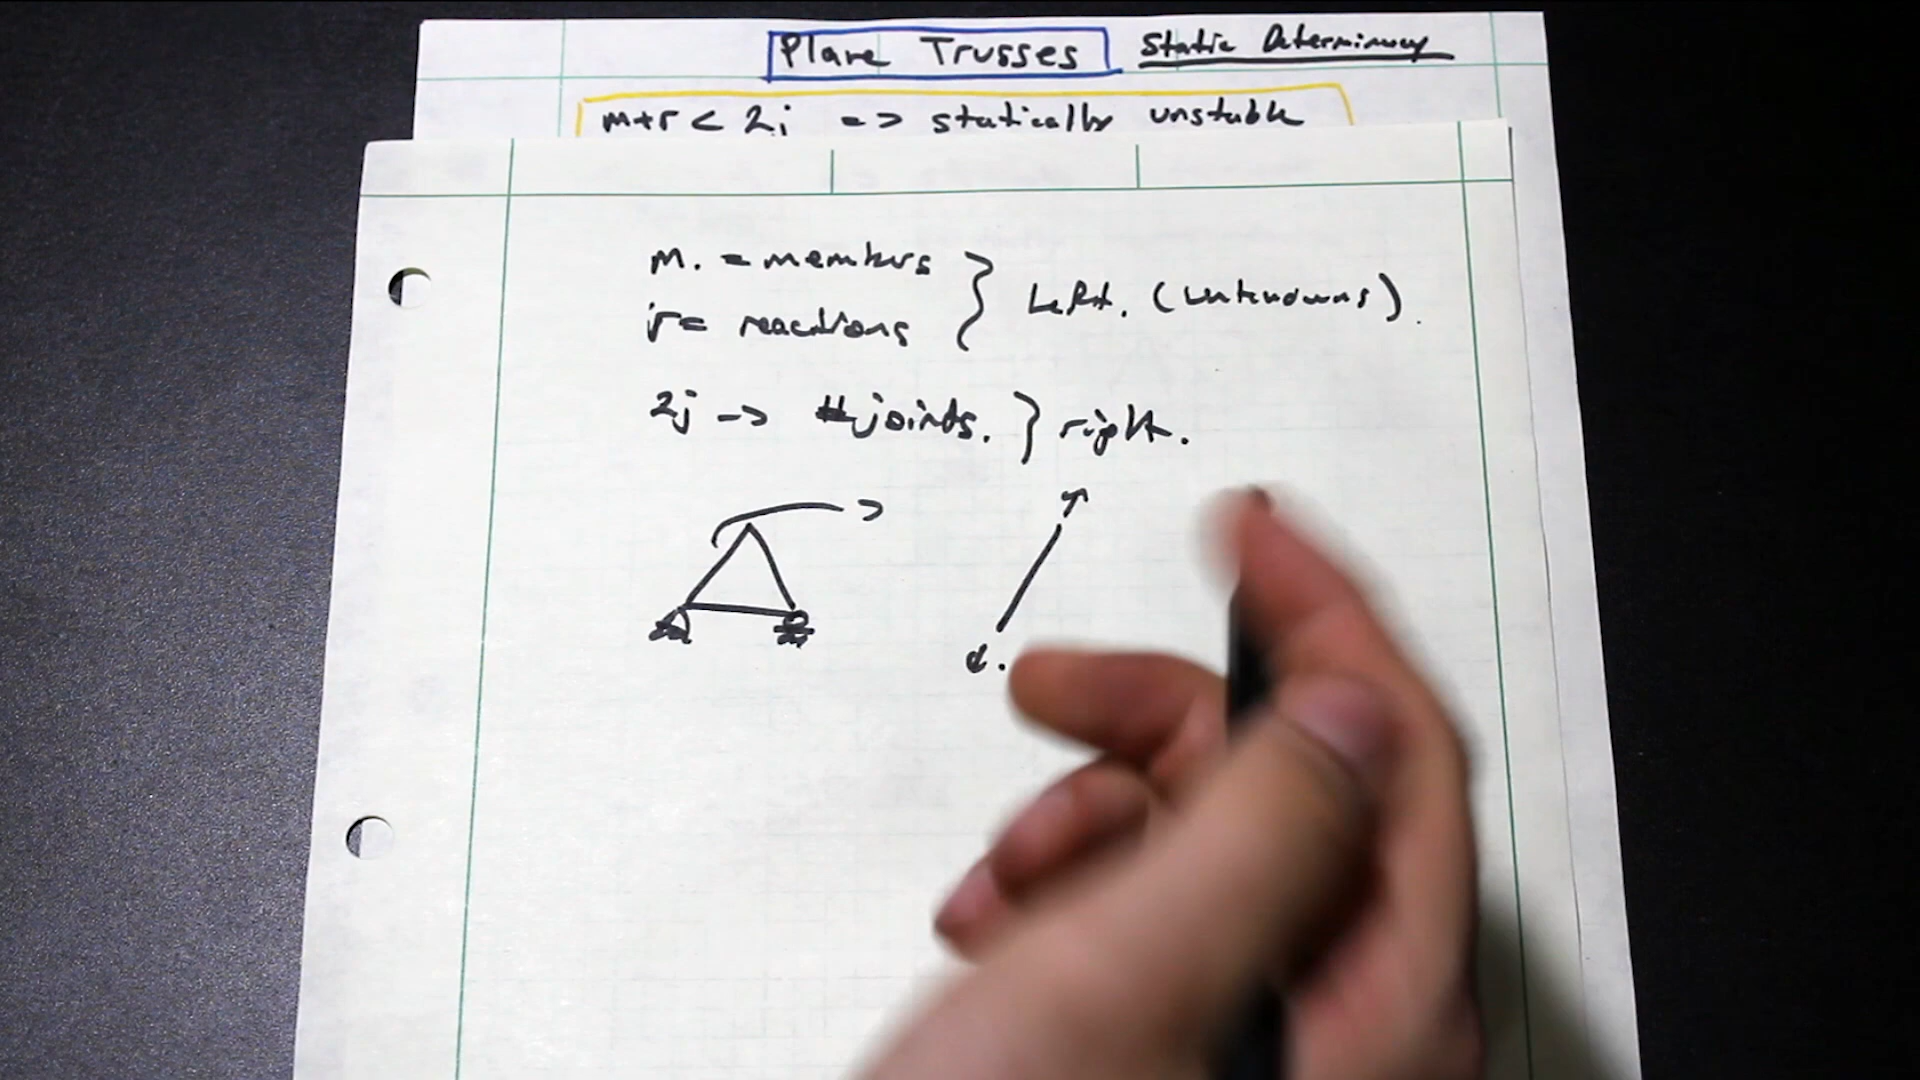 Plane Trusses Static Determinacy
m+r < 2j => statically unstable
m. = members
r = reactions
Left. (unknowns).
2j -> # joints. } right.